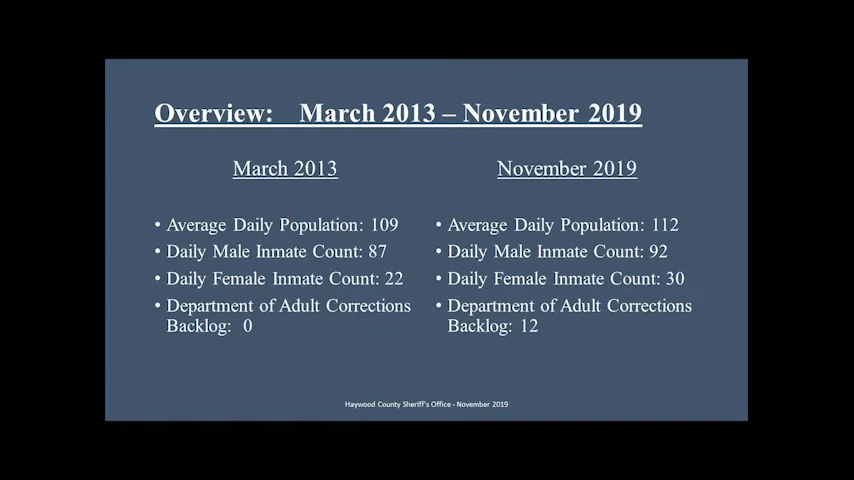 Overview: March 2013 – November 2019
March 2013
• Average Daily Population: 109
• Daily Male Inmate Count: 87
• Daily Female Inmate Count: 22
• Department of Adult Corrections
Backlog: 0
November 2019
• Average Daily Population: 112
• Daily Male Inmate Count: 92
• Daily Female Inmate Count: 30
• Department of Adult Corrections
Backlog: 12
Haywood County Sheriff's Office - November 2019